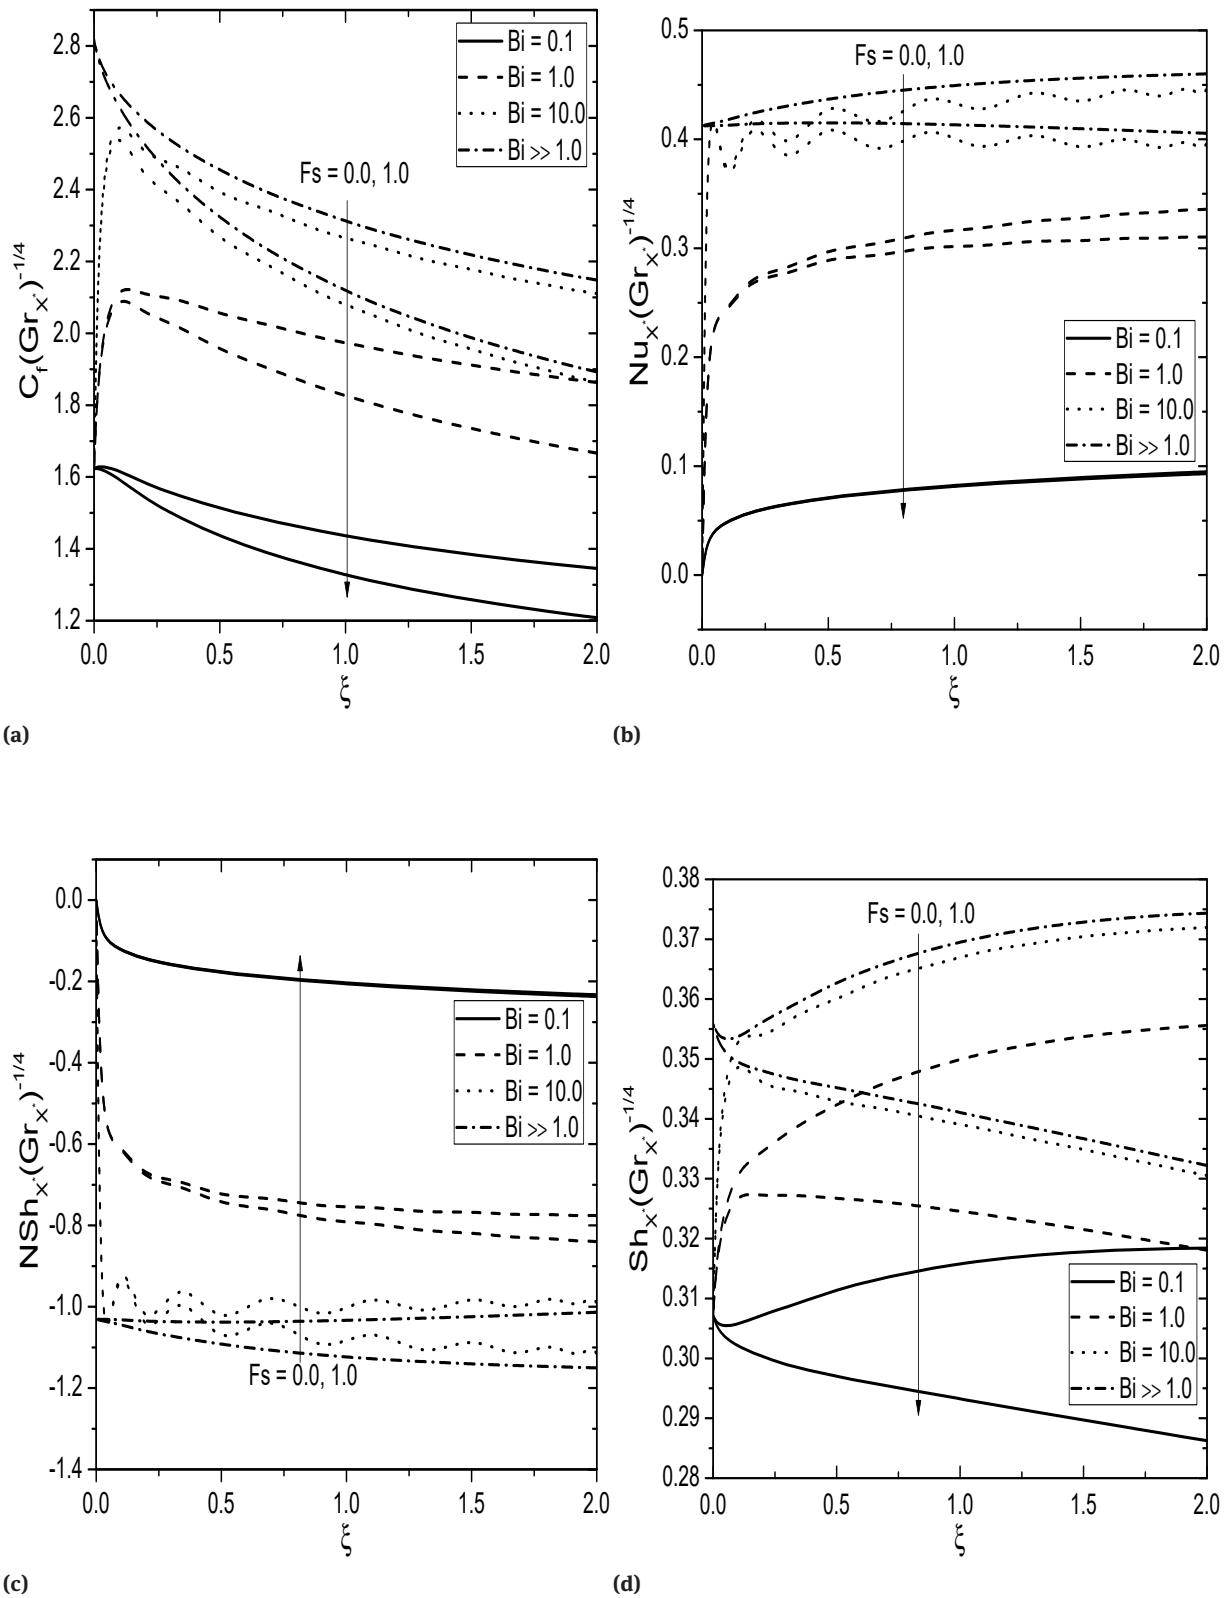 C_f(Gr_x*)^-1/4
2.8
2.6
2.4
2.2
2.0
1.8
1.6
1.4
1.2
0.0 0.5 1.0 1.5 2.0
ξ
Bi = 0.1
Bi = 1.0
Bi = 10.0
Bi >> 1.0
Fs = 0.0, 1.0
(a)
Nu_x*(Gr_x*)^-1/4
0.5
0.4
0.3
0.2
0.1
0.0
0.0 0.5 1.0 1.5 2.0
ξ
Fs = 0.0, 1.0
Bi = 0.1
Bi = 1.0
Bi = 10.0
Bi >> 1.0
(b)
NSh_x*(Gr_x*)^-1/4
0.0
-0.2
-0.4
-0.6
-0.8
-1.0
-1.2
-1.4
0.0 0.5 1.0 1.5 2.0
ξ
Bi = 0.1
Bi = 1.0
Bi = 10.0
Bi >> 1.0
Fs = 0.0, 1.0
(c)
Sh_x*(Gr_x*)^-1/4
0.38
0.37
0.36
0.35
0.34
0.33
0.32
0.31
0.30
0.29
0.28
0.0 0.5 1.0 1.5 2.0
ξ
Fs = 0.0, 1.0
Bi = 0.1
Bi = 1.0
Bi = 10.0
Bi >> 1.0
(d)